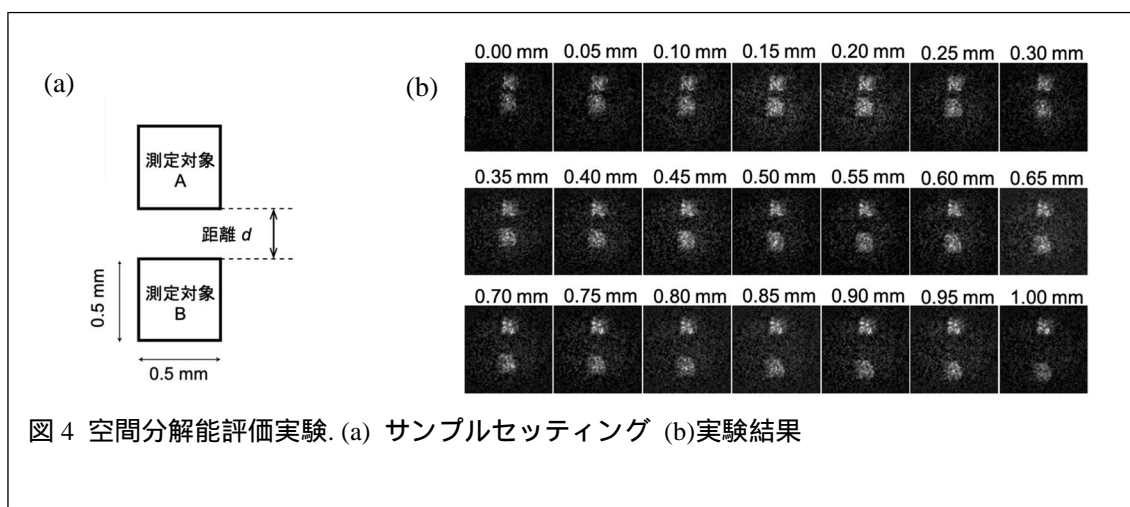 (a)
測定対象
A
距離 d
測定対象
B
0.5 mm
0.5 mm
(b)
0.00 mm 0.05 mm 0.10 mm 0.15 mm 0.20 mm 0.25 mm 0.30 mm
0.35 mm 0.40 mm 0.45 mm 0.50 mm 0.55 mm 0.60 mm 0.65 mm
0.70 mm 0.75 mm 0.80 mm 0.85 mm 0.90 mm 0.95 mm 1.00 mm
図 4 空間分解能評価実験. (a) サンプルセッティング (b)実験結果